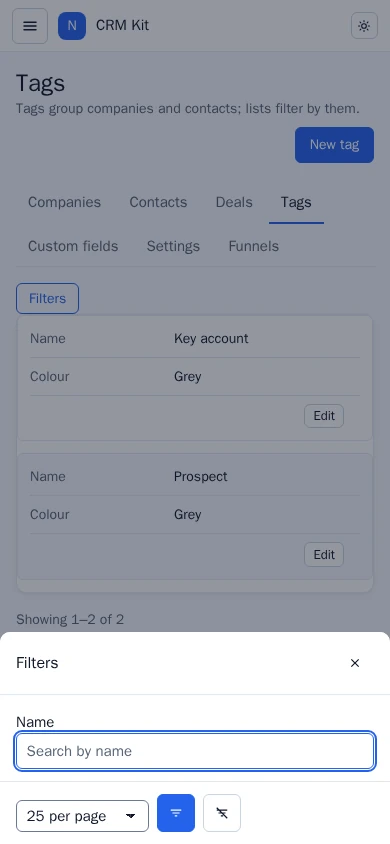 N CRM Kit
Tags
Tags group companies and contacts; lists filter by them.
New tag
Companies Contacts Deals Tags
Custom fields Settings Funnels
Filters
Name Key account
Colour Grey
Edit
Name Prospect
Colour Grey
Edit
Showing 1–2 of 2
Filters
Name
Search by name
25 per page